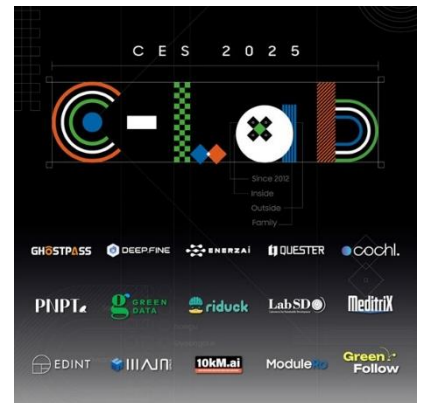 CES 2025
C-Lab
Since 2012
Inside
Outside
Family
GHOSTPASS DEEP.FINE ENERZAi QUESTER cochl.
PNPT GREEN DATA riduck LabSD MeditriX
EDINT 10kM.ai Module Green Follow